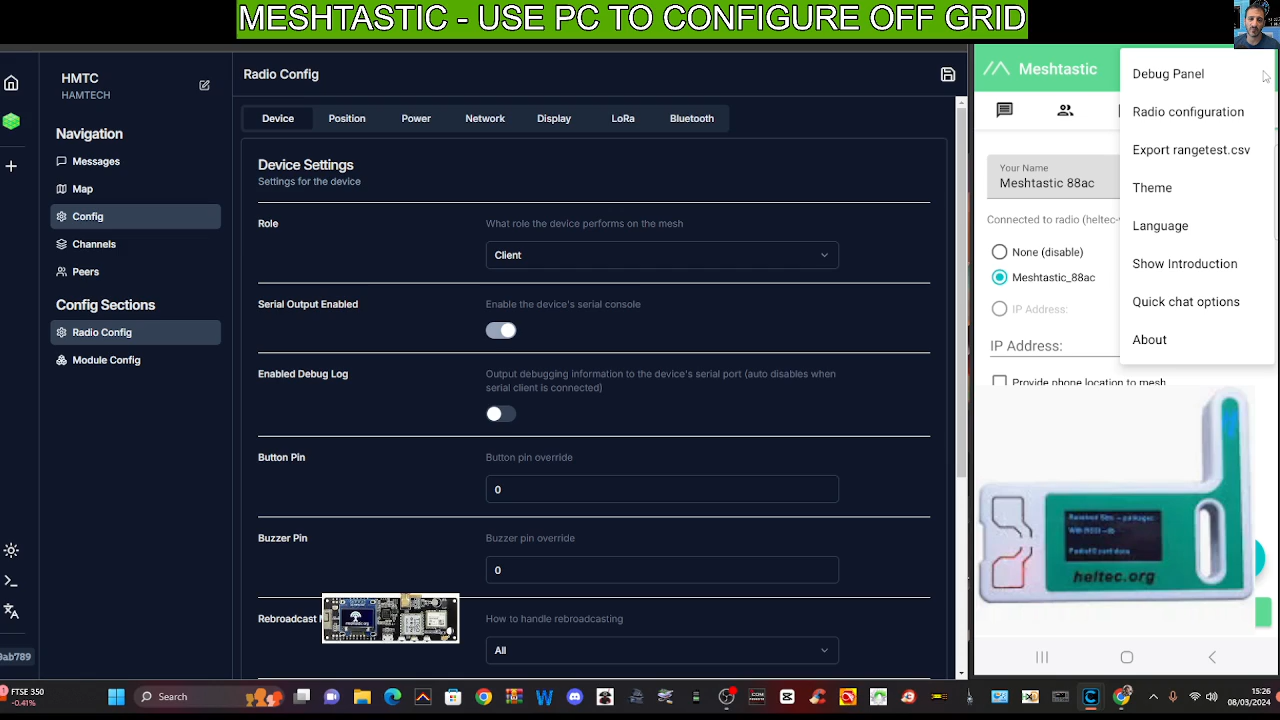 MESHTASTIC - USE PC TO CONFIGURE OFF GRID
HMTC
HAMTECH
Navigation
Messages
Map
Config
Channels
Peers
Config Sections
Radio Config
Module Config
9ab789
Radio Config
Device
Position
Power
Network
Display
LoRa
Bluetooth
Device Settings
Settings for the device
Role
What role the device performs on the mesh
Client
Serial Output Enabled
Enable the device's serial console
Enabled Debug Log
Output debugging information to the device's serial port (auto disables when
serial client is connected)
Button Pin
Button pin override
0
Buzzer Pin
Buzzer pin override
0
Rebroadcast
How to handle rebroadcasting
All
Meshtastic
Your Name
Meshtastic 88ac
Connected to radio (heltec-
None (disable)
Meshtastic_88ac
IP Address:
IP Address:
Provide phone location to mesh
Debug Panel
Radio configuration
Export rangetest.csv
Theme
Language
Show Introduction
Quick chat options
About
heltec.org
FTS 350
-0.41%
Search
15:26
08/03/2024